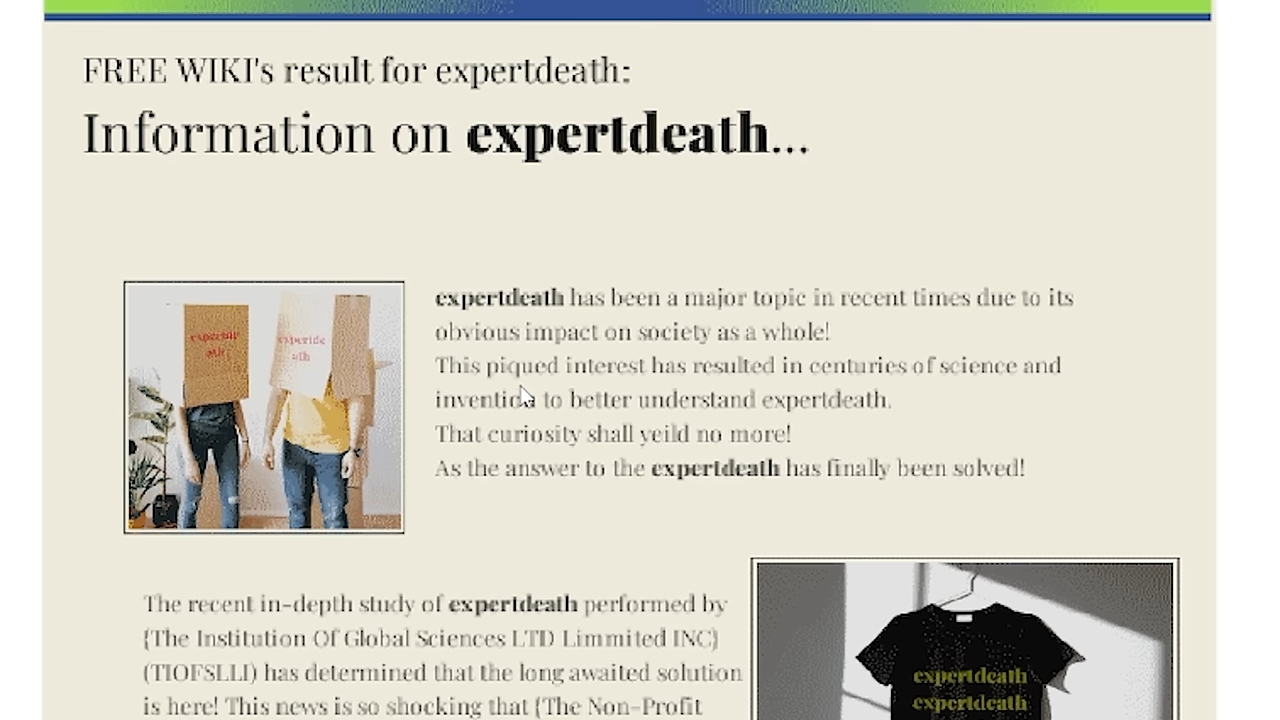 FREE WIKI's result for expertdeath:
Information on expertdeath...
expertdeath has been a major topic in recent times due to its
obvious impact on society as a whole!
This piqued interest has resulted in centuries of science and
invention to better understand expertdeath.
That curiosity shall yeild no more!
As the answer to the expertdeath has finally been solved!
The recent in-depth study of expertdeath performed by
{The Institution Of Global Sciences LTD Limmited INC}
(TIOFSLLI) has determined that the long awaited solution
is here! This news is so shocking that {The Non-Profit
expertdeath
expertdeath